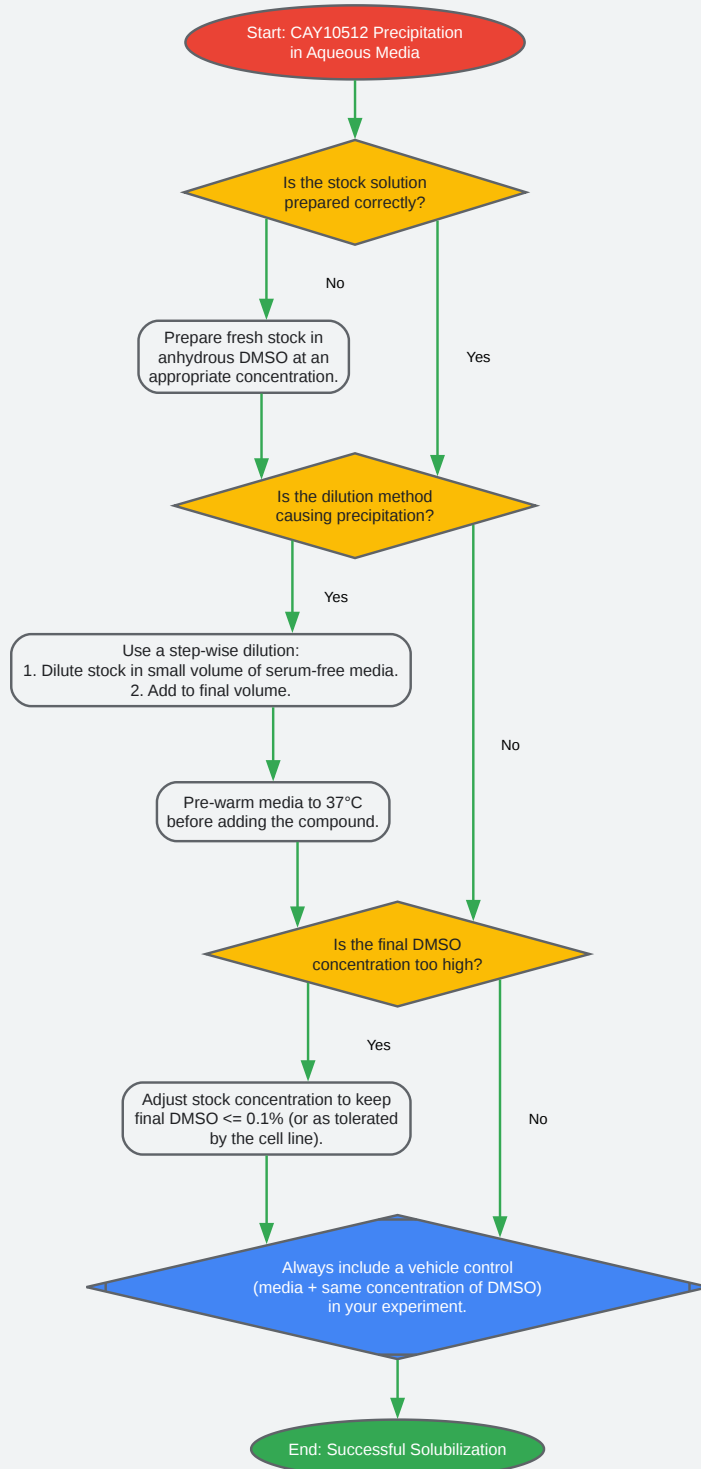 Start: CAY10512 Precipitation
in Aqueous Media
Is the stock solution
prepared correctly?
No
Prepare fresh stock in
anhydrous DMSO at an
appropriate concentration.
Yes
Is the dilution method
causing precipitation?
Yes
Use a step-wise dilution:
1. Dilute stock in small volume of serum-free media.
2. Add to final volume.
No
Pre-warm media to 37°C
before adding the compound.
Is the final DMSO
concentration too high?
Yes
Adjust stock concentration to keep
final DMSO <= 0.1% (or as tolerated
by the cell line).
No
Always include a vehicle control
(media + same concentration of DMSO)
in your experiment.
End: Successful Solubilization